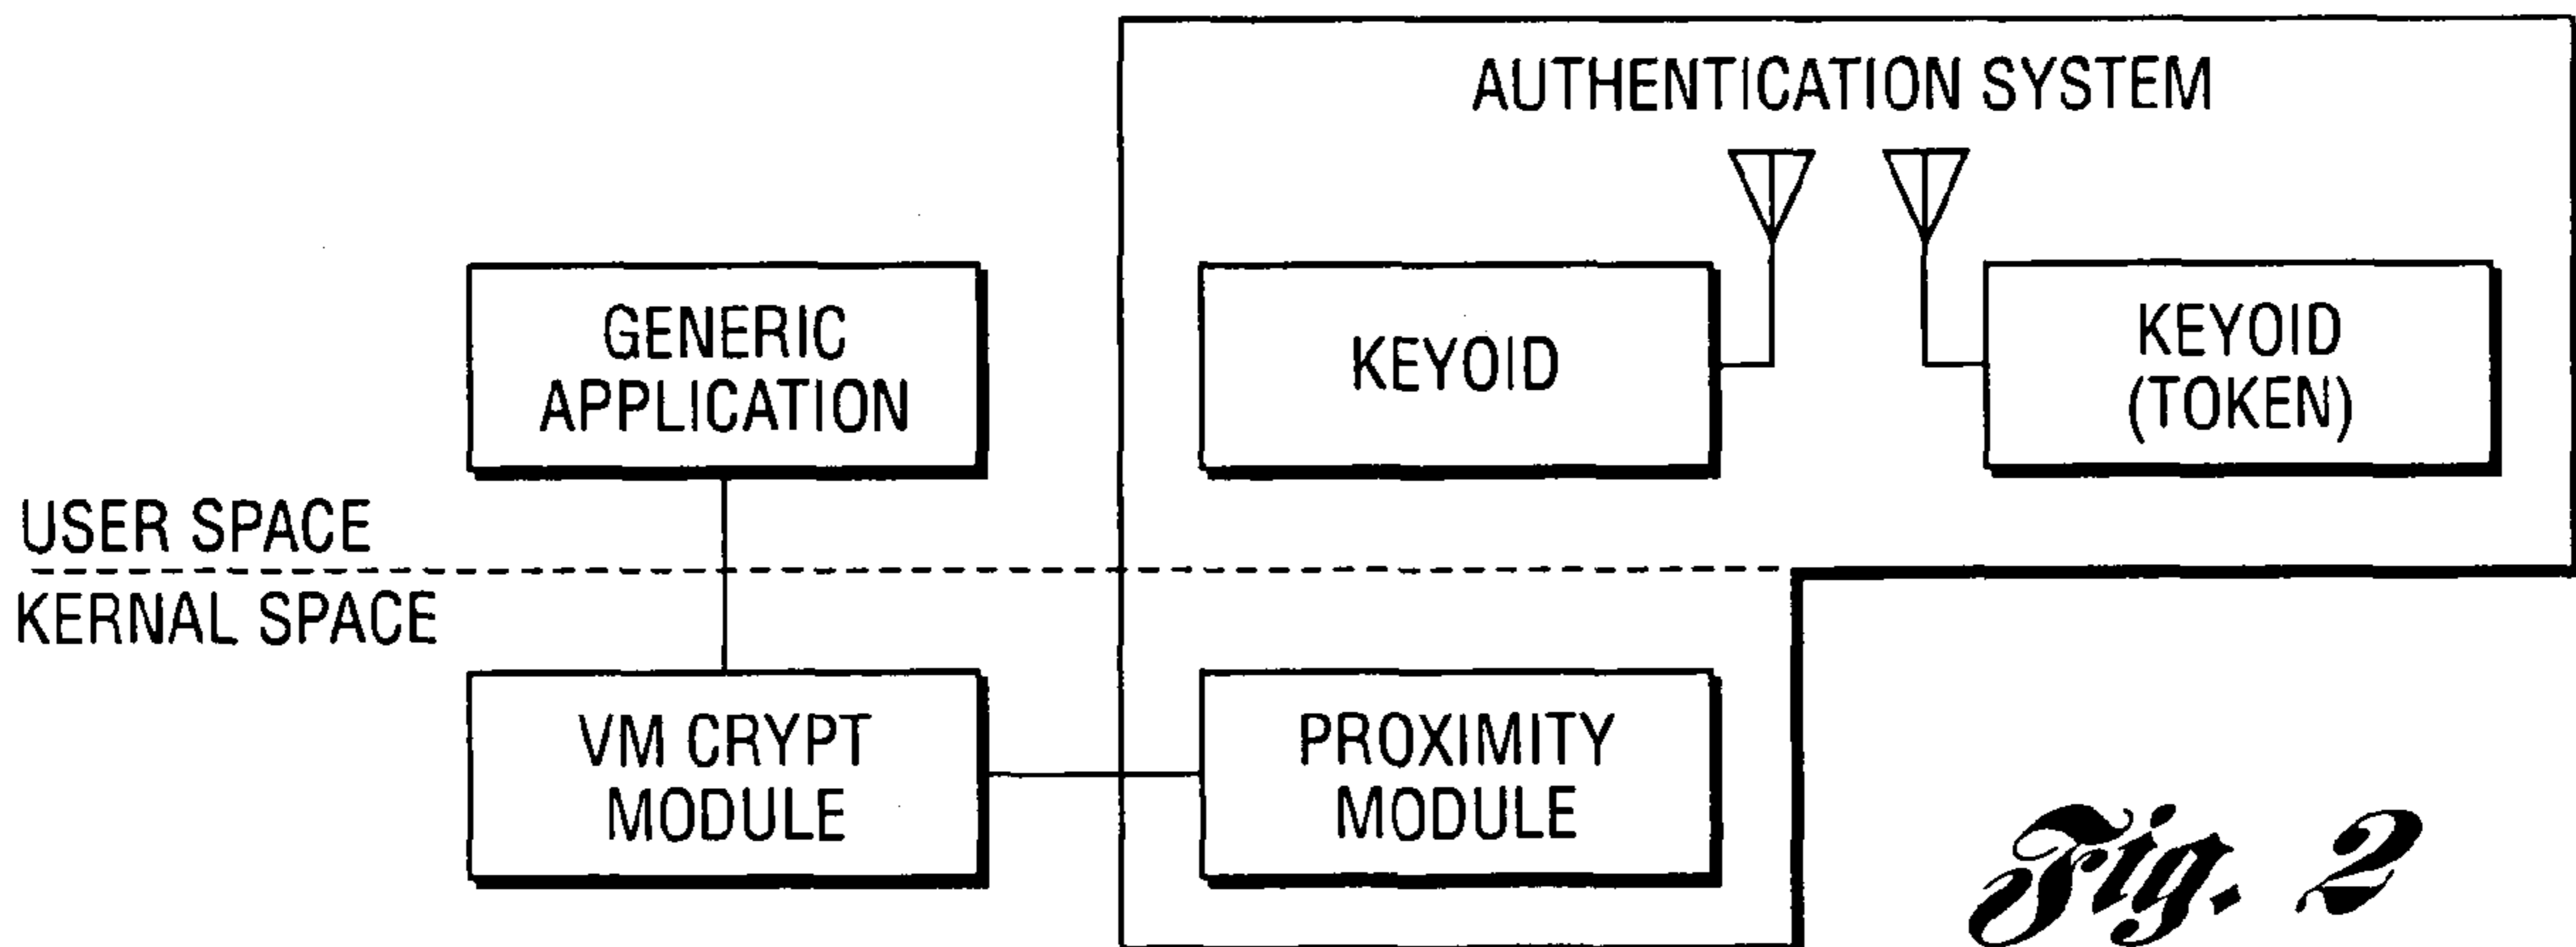 AUTHENTICATION SYSTEM
GENERIC
APPLICATION
KEYOID
KEYOID
(TOKEN)
USER SPACE
KERNAL SPACE
VM CRYPT
MODULE
PROXIMITY
MODULE
Fig. 2